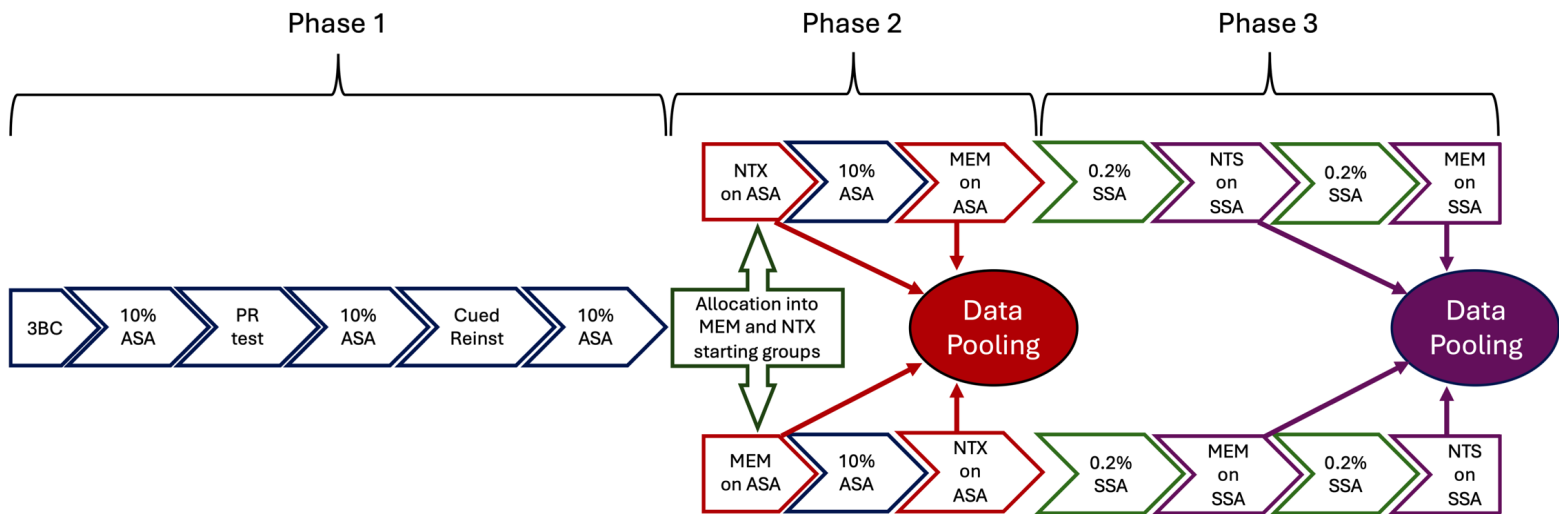 Phase 1
Phase 2
Phase 3
NTX
on ASA
10%
ASA
MEM
on
ASA
0.2%
SSA
NTS
on
SSA
0.2%
SSA
MEM
on
SSA
3BC
10%
ASA
PR
test
10%
ASA
Cued
Reinst
10%
ASA
Allocation into
MEM and NTX
starting groups
Data
Pooling
Data
Pooling
MEM
on ASA
10%
ASA
NTX
on
ASA
0.2%
SSA
MEM
on
SSA
0.2%
SSA
NTS
on
SSA